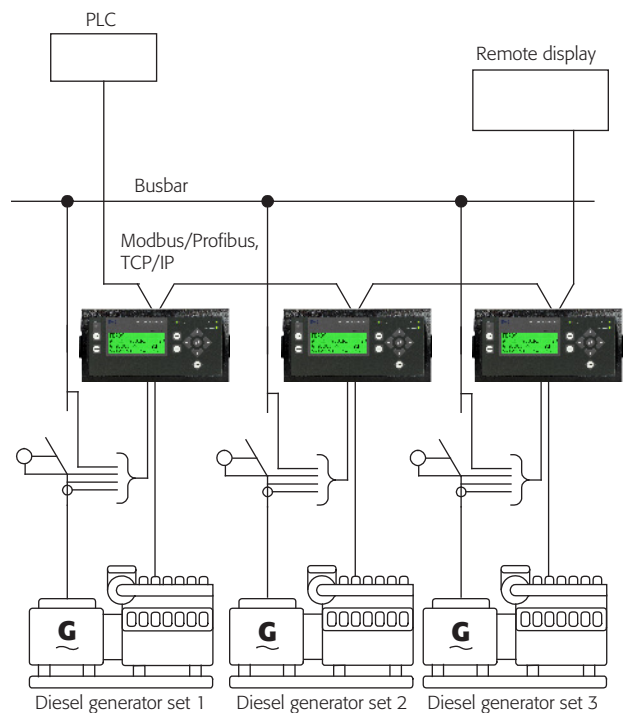 PLC
Remote display
Busbar
Modbus/Profibus,
TCP/IP
G
G
G
Diesel generator set 1
Diesel generator set 2
Diesel generator set 3